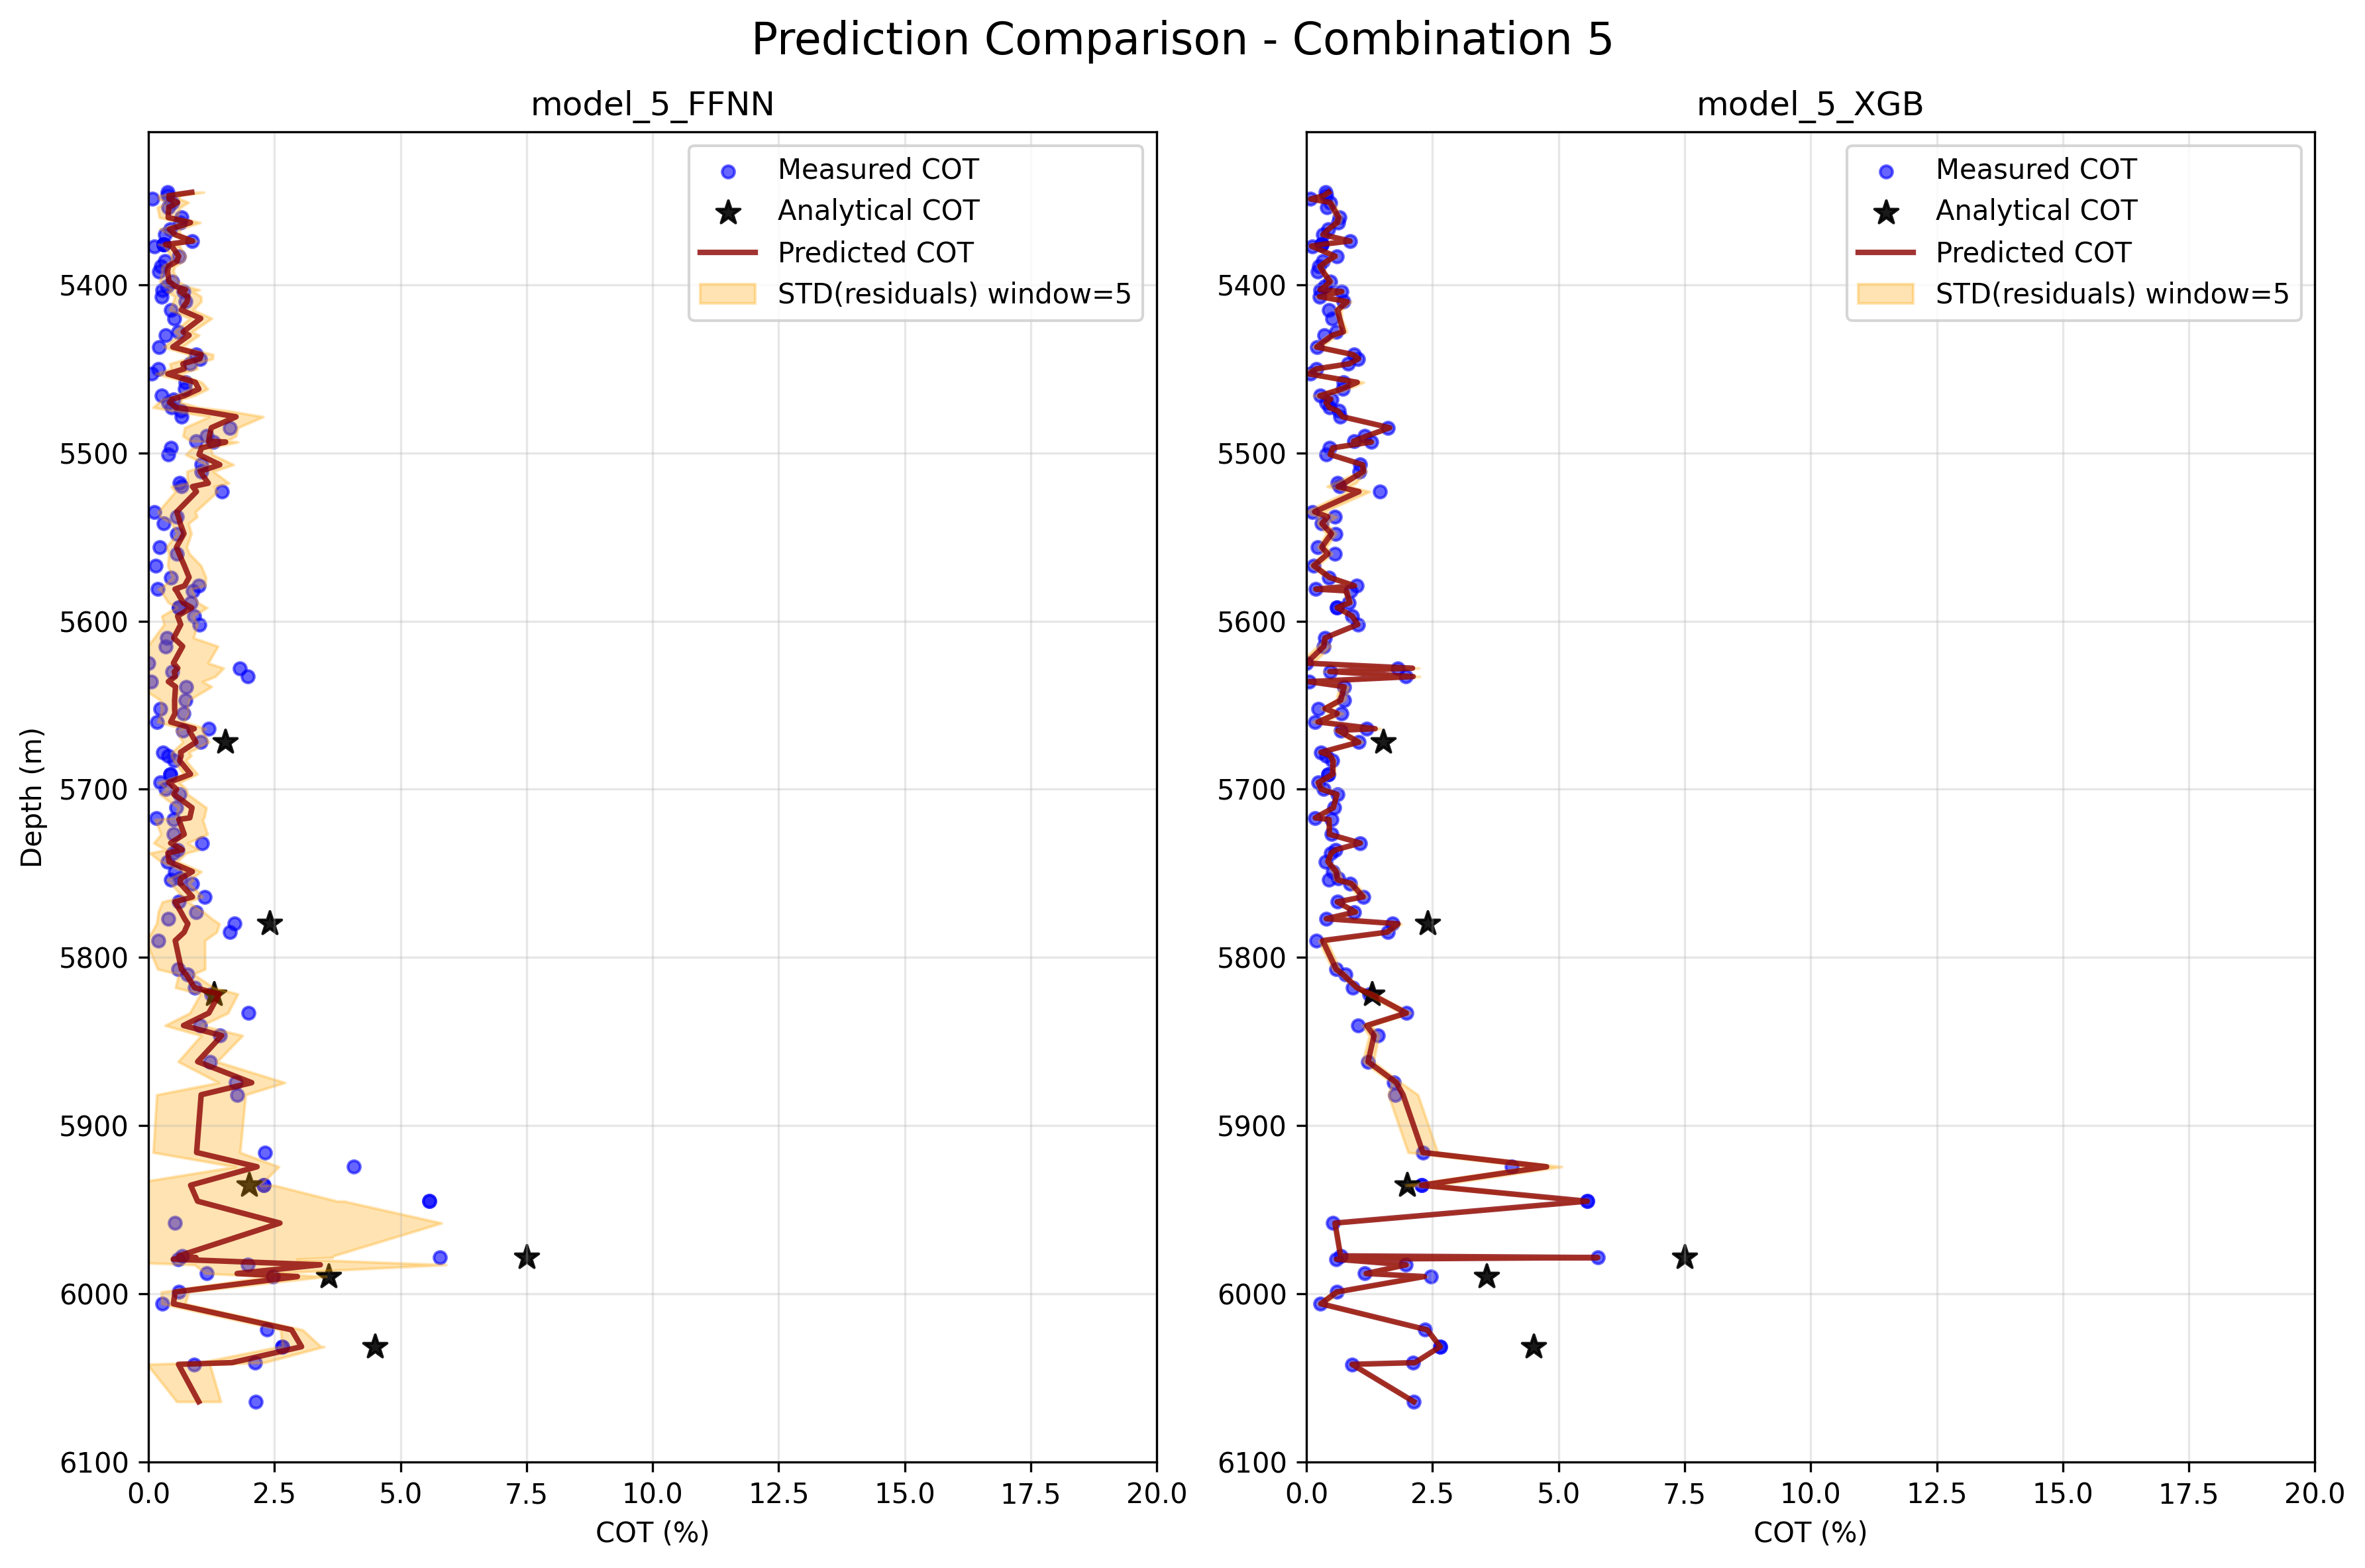 Prediction Comparison - Combination 5
model_5_FFNN
Measured COT
Analytical COT
Predicted COT
STD(residuals) window=5
5400
5500
5600
5700
5800
5900
6000
6100
Depth (m)
0.0 2.5 5.0 7.5 10.0 12.5 15.0 17.5 20.0
COT (%)
model_5_XGB
Measured COT
Analytical COT
Predicted COT
STD(residuals) window=5
5400
5500
5600
5700
5800
5900
6000
6100
0.0 2.5 5.0 7.5 10.0 12.5 15.0 17.5 20.0
COT (%)